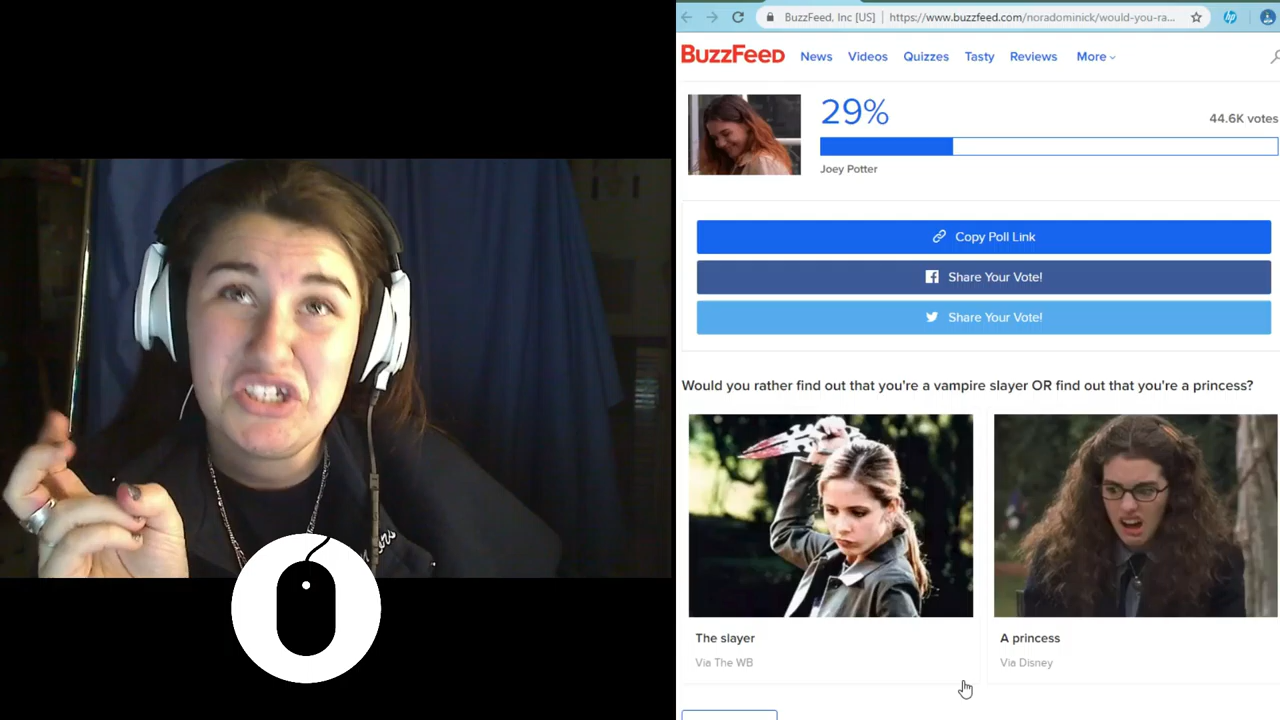 BuzzFeed, Inc [US] | https://www.buzzfeed.com/noradominick/would-you-ra...
BuzzFeed News Videos Quizzes Tasty Reviews More
29%
44.6K votes
Joey Potter
Copy Poll Link
Share Your Vote!
Share Your Vote!
Would you rather find out that you're a vampire slayer OR find out that you're a princess?
The slayer
A princess
Via The WB
Via Disney